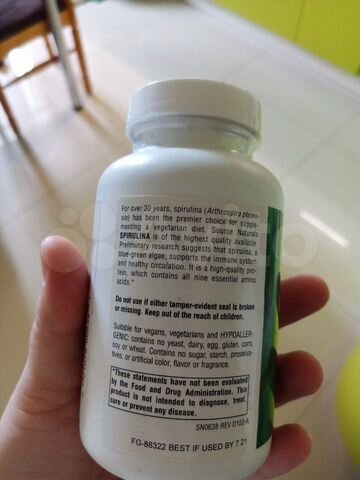 For over 30 years, spirulina (Arthrospira platen-
sis) has been the premier choice for supple-
menting a vegetarian diet. Source Naturals
SPIRULINA is of the highest quality available.
Preliminary research suggests that spirulina, a
blue-green algae, supports the immune system
and healthy circulation. It is a high-quality pro-
tein, which contains all nine essential amino
acids.*
Do not use if either tamper-evident seal is broken
or missing. Keep out of the reach of children.
Suitable for vegans, vegetarians and HYPOALLER-
GENIC: contains no yeast, dairy, egg, gluten, corn,
soy or wheat. Contains no sugar, starch, preserva-
tives, or artificial color, flavor or fragrance.
*These statements have not been evaluated
by the Food and Drug Administration. This
product is not intended to diagnose, treat,
cure or prevent any disease.
SN0638 REV D152-A
FG-86322 BEST IF USED BY 7 21